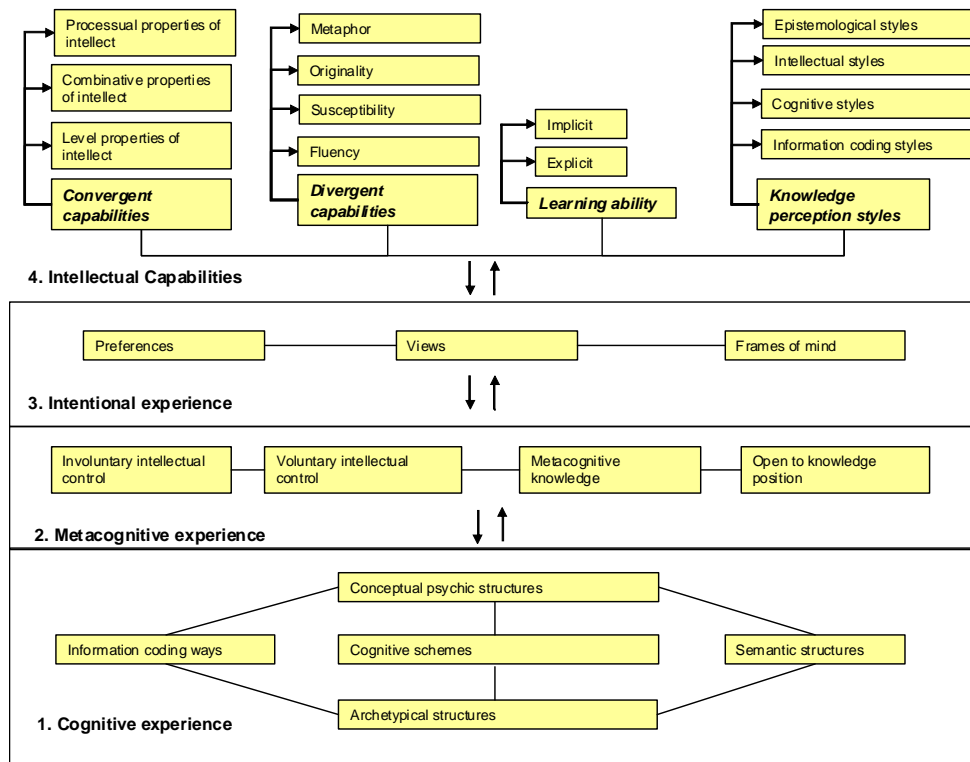 Processual properties of
intellect
Combinative properties
of intellect
Level properties of
intellect
Convergent
capabilities
Metaphor
Originality
Susceptibility
Fluency
Divergent
capabilities
Implicit
Explicit
Learning ability
Epistemological styles
Intellectual styles
Cognitive styles
Information coding styles
Knowledge
perception styles
4. Intellectual Capabilities
Preferences
Views
Frames of mind
3. Intentional experience
Involuntary intellectual
control
Voluntary intellectual
control
Metacognitive
knowledge
Open to knowledge
position
2. Metacognitive experience
Conceptual psychic structures
Information coding ways
Cognitive schemes
Semantic structures
Archetypical structures
1. Cognitive experience